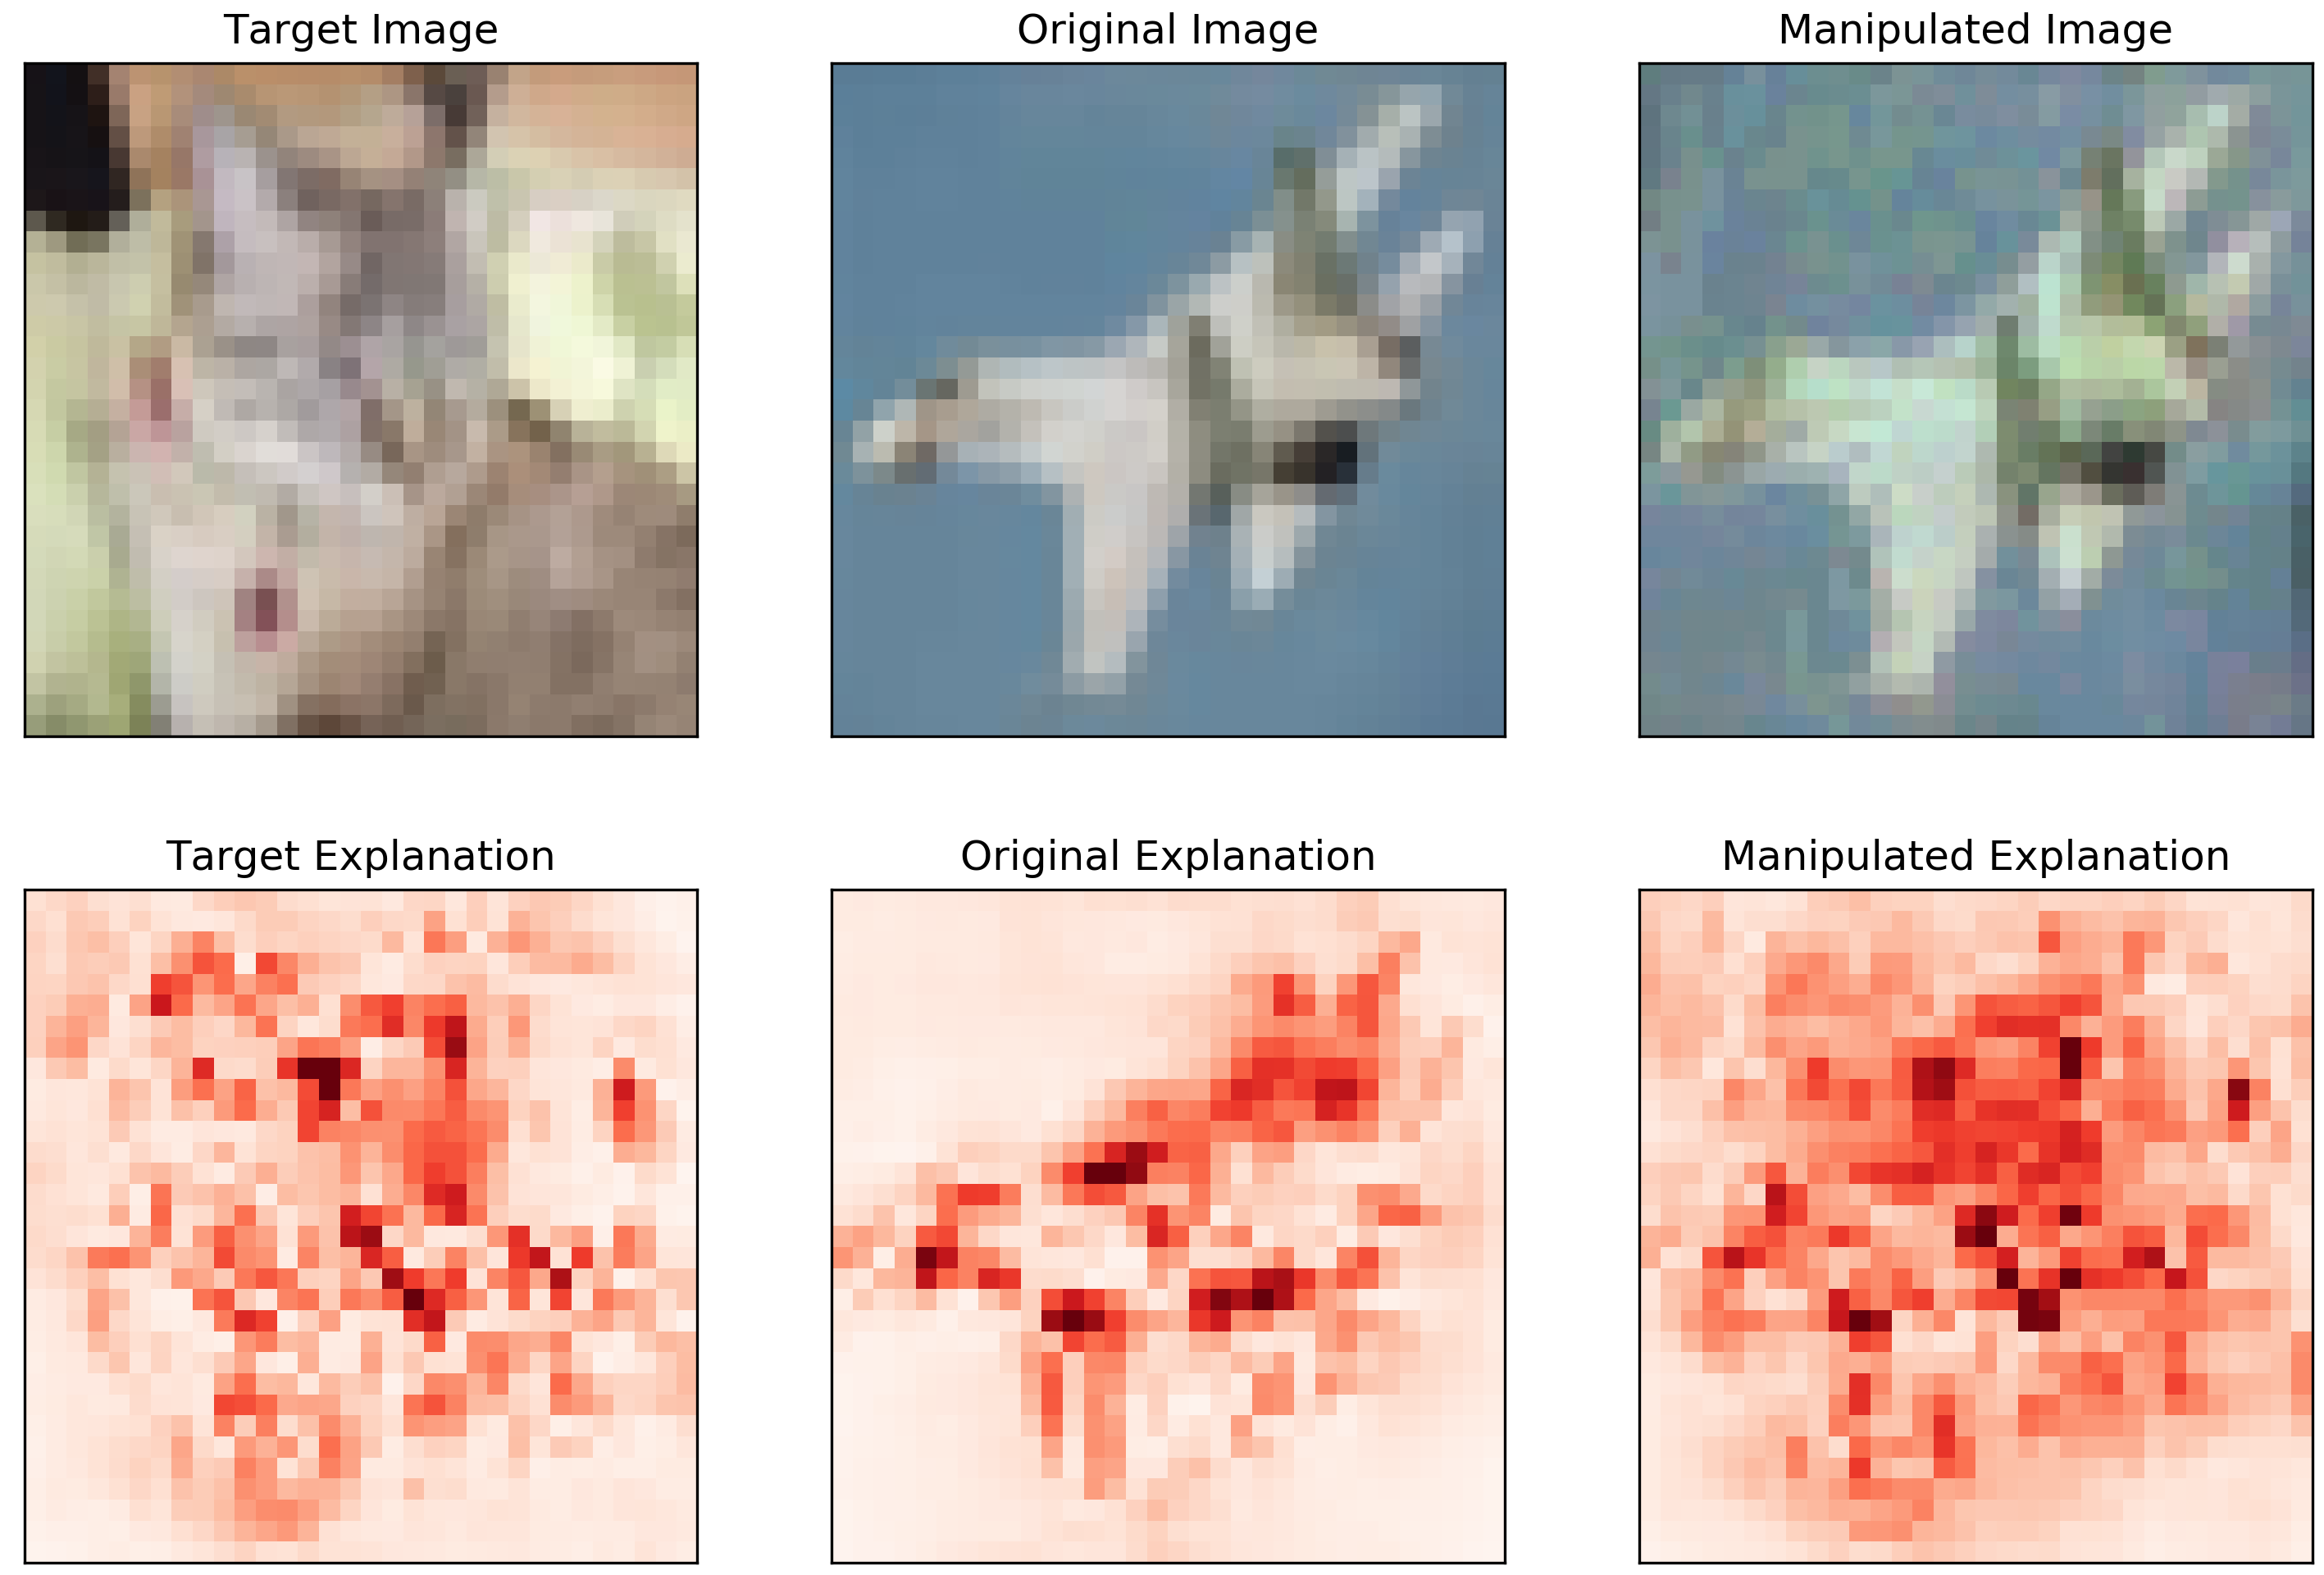 Target Image
Original Image
Manipulated Image
Target Explanation
Original Explanation
Manipulated Explanation